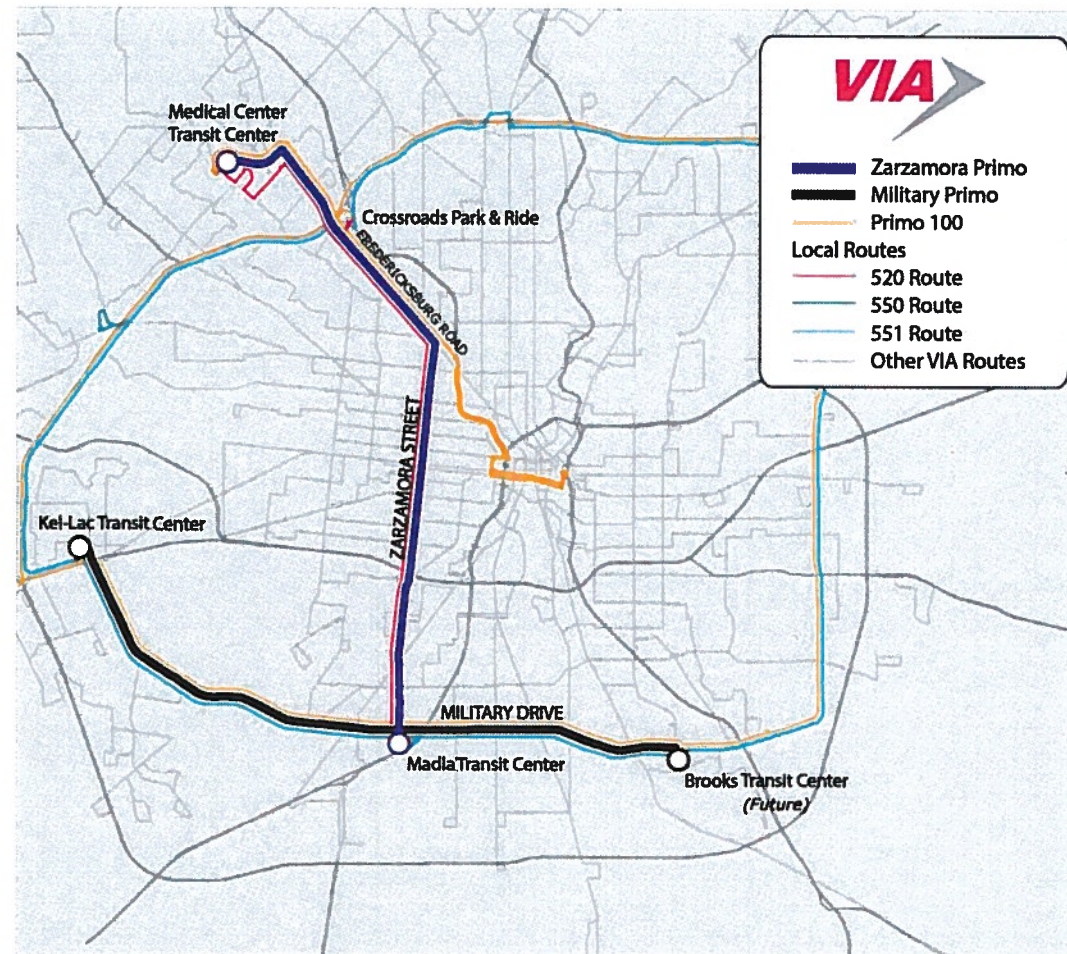 VIA
Zarzamora Primo
Military Primo
Primo 100
Local Routes
520 Route
550 Route
551 Route
Other VIA Routes
Medical Center
Transit Center
Crossroads Park & Ride
FREDERICKSBURG ROAD
ZARZAMORA STREET
Kel-Lac Transit Center
MILITARY DRIVE
Madla Transit Center
Brooks Transit Center
(Future)